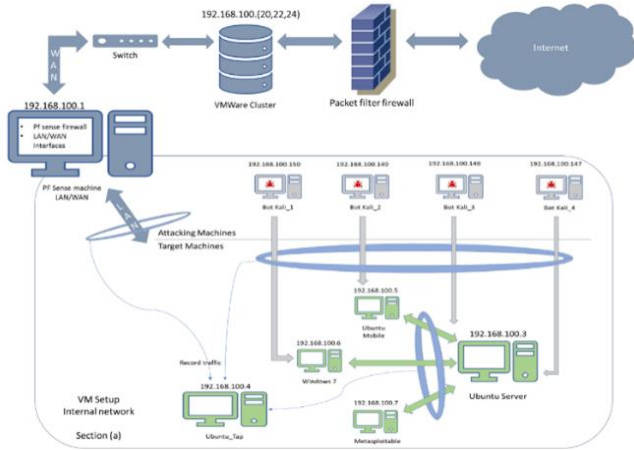 192.168.100.(20,22,24)
WAN
Switch
VMWare Cluster
Packet filter firewall
Internet
192.168.100.1
Pf sense firewall
LAN/WAN
Interfaces
PF Sense machine
LAN/WAN
LAN
192.168.100.150
192.168.100.149
192.168.100.148
192.168.100.147
Bot Kali_1
Bot Kali_2
Bot Kali_3
Bot Kali_4
Attacking Machines
Target Machines
192.168.100.5
Ubuntu
Mobile
192.168.100.3
Ubuntu Server
192.168.100.6
Windows 7
Record traffic
192.168.100.4
Ubuntu_Tap
192.168.100.7
Metasploitable
VM Setup
Internal network
Section (a)